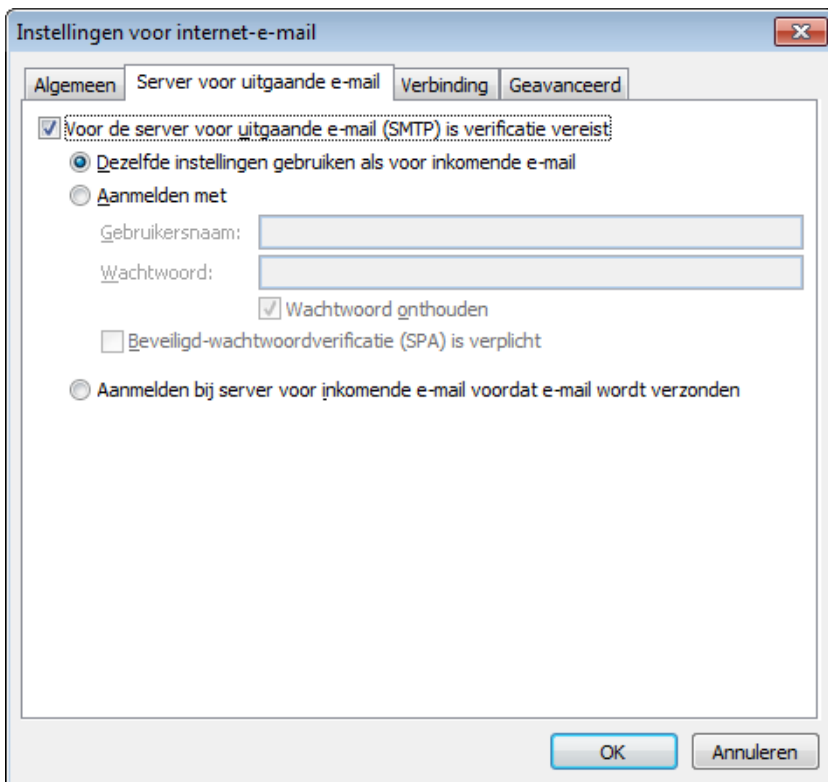 Instellingen voor internet-e-mail
Algemeen Server voor uitgaande e-mail Verbinding Geavanceerd
Voor de server voor uitgaande e-mail (SMTP) is verificatie vereist
Dezelfde instellingen gebruiken als voor inkomende e-mail
Aanmelden met
Gebruikersnaam:
Wachtwoord:
Wachtwoord onthouden
Beveiligd-wachtwoordverificatie (SPA) is verplicht
Aanmelden bij server voor inkomende e-mail voordat e-mail wordt verzonden
OK Annuleren